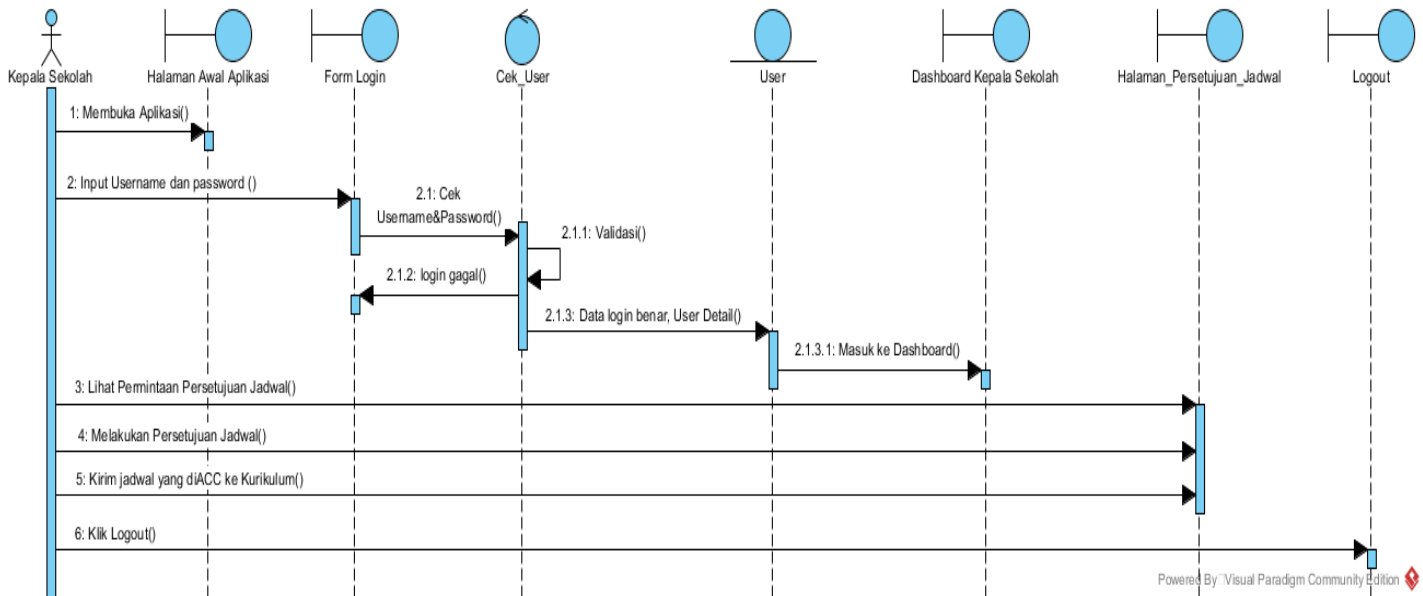 Kepala Sekolah
Halaman Awal Aplikasi
Form Login
Cek_User
User
Dashboard Kepala Sekolah
Halaman_Persetujuan_Jadwal
Logout
1: Membuka Aplikasi()
2: Input Username dan password ()
2.1: Cek
Username&Password()
2.1.1: Validasi()
2.1.2: login gagal()
2.1.3: Data login benar, User Detail()
2.1.3.1: Masuk ke Dashboard()
3: Lihat Permintaan Persetujuan Jadwal()
4: Melakukan Persetujuan Jadwal()
5: Kirim jadwal yang diACC ke Kurikulum()
6: Klik Logout()
Powered By Visual Paradigm Community Edition